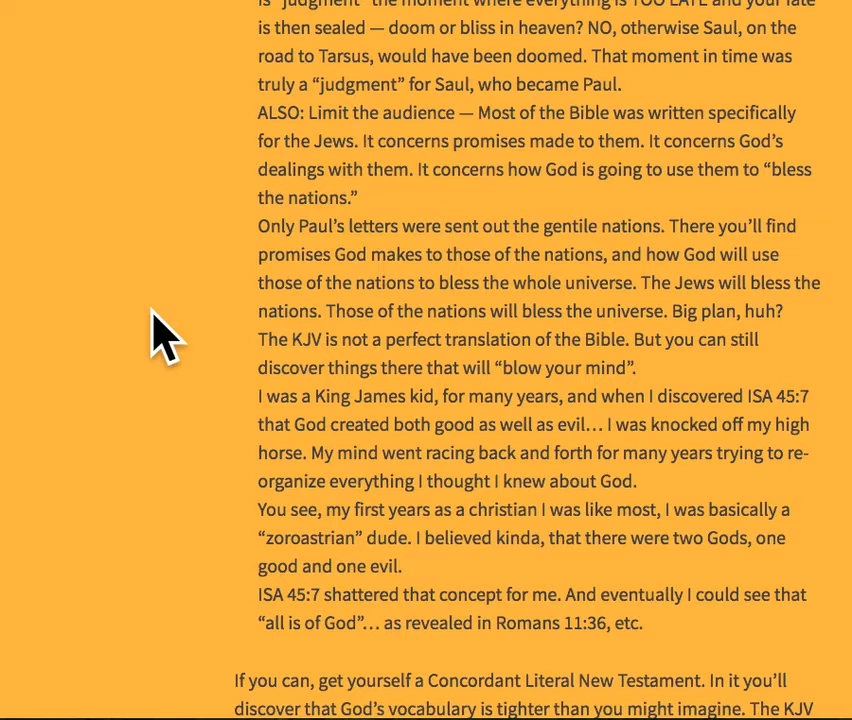 is “judgment” the moment where everything is TOO LATE and your fate
is then sealed — doom or bliss in heaven? NO, otherwise Saul, on the
road to Tarsus, would have been doomed. That moment in time was
truly a “judgment” for Saul, who became Paul.
ALSO: Limit the audience — Most of the Bible was written specifically
for the Jews. It concerns promises made to them. It concerns God’s
dealings with them. It concerns how God is going to use them to “bless
the nations.”
Only Paul’s letters were sent out the gentile nations. There you’ll find
promises God makes to those of the nations, and how God will use
those of the nations to bless the whole universe. The Jews will bless the
nations. Those of the nations will bless the universe. Big plan, huh?
The KJV is not a perfect translation of the Bible. But you can still
discover things there that will “blow your mind”.
I was a King James kid, for many years, and when I discovered ISA 45:7
that God created both good as well as evil… I was knocked off my high
horse. My mind went racing back and forth for many years trying to re-
organize everything I thought I knew about God.
You see, my first years as a christian I was like most, I was basically a
“zoroastrian” dude. I believed kinda, that there were two Gods, one
good and one evil.
ISA 45:7 shattered that concept for me. And eventually I could see that
“all is of God”… as revealed in Romans 11:36, etc.
If you can, get yourself a Concordant Literal New Testament. In it you’ll
discover that God’s vocabulary is tighter than you might imagine. The KJV